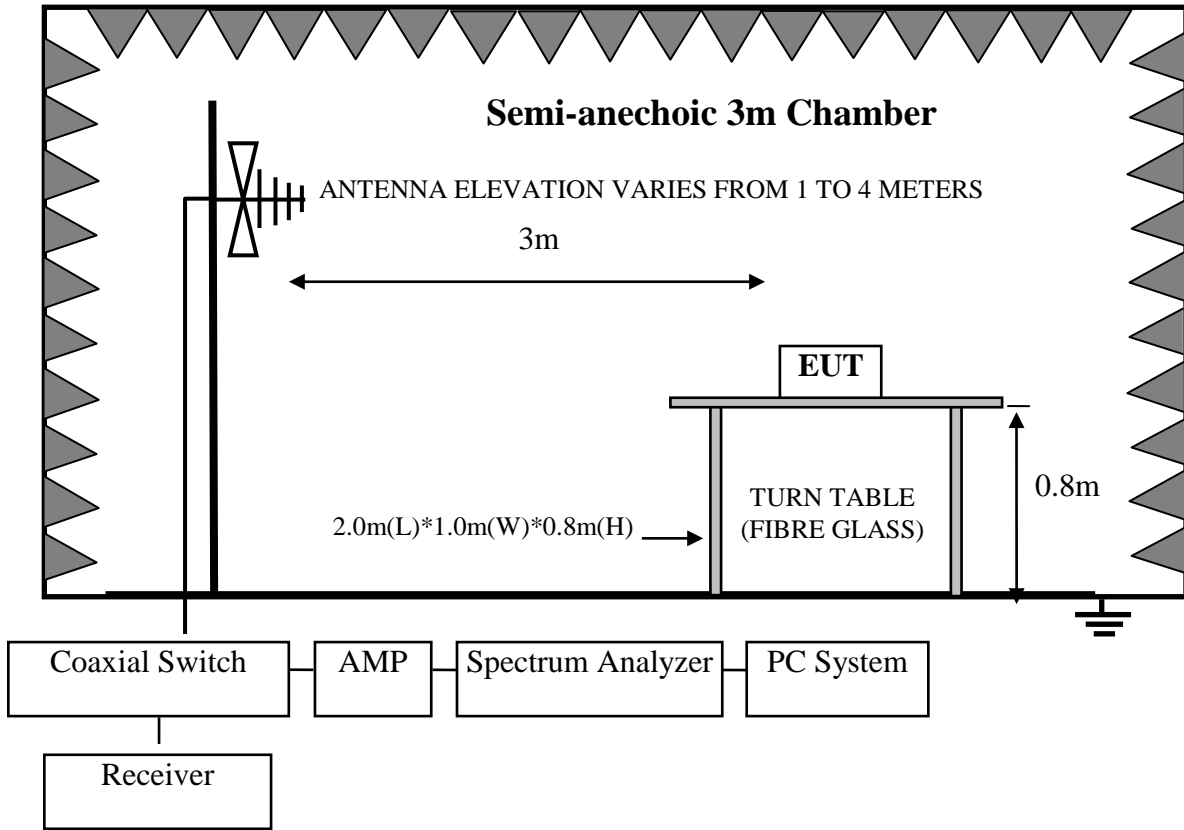 Semi-anechoic 3m Chamber
ANTENNA ELEVATION VARIES FROM 1 TO 4 METERS
3m
EUT
0.8m
TURN TABLE
(FIBRE GLASS)
2.0m(L)*1.0m(W)*0.8m(H)
Coaxial Switch
AMP
Spectrum Analyzer
PC System
Receiver